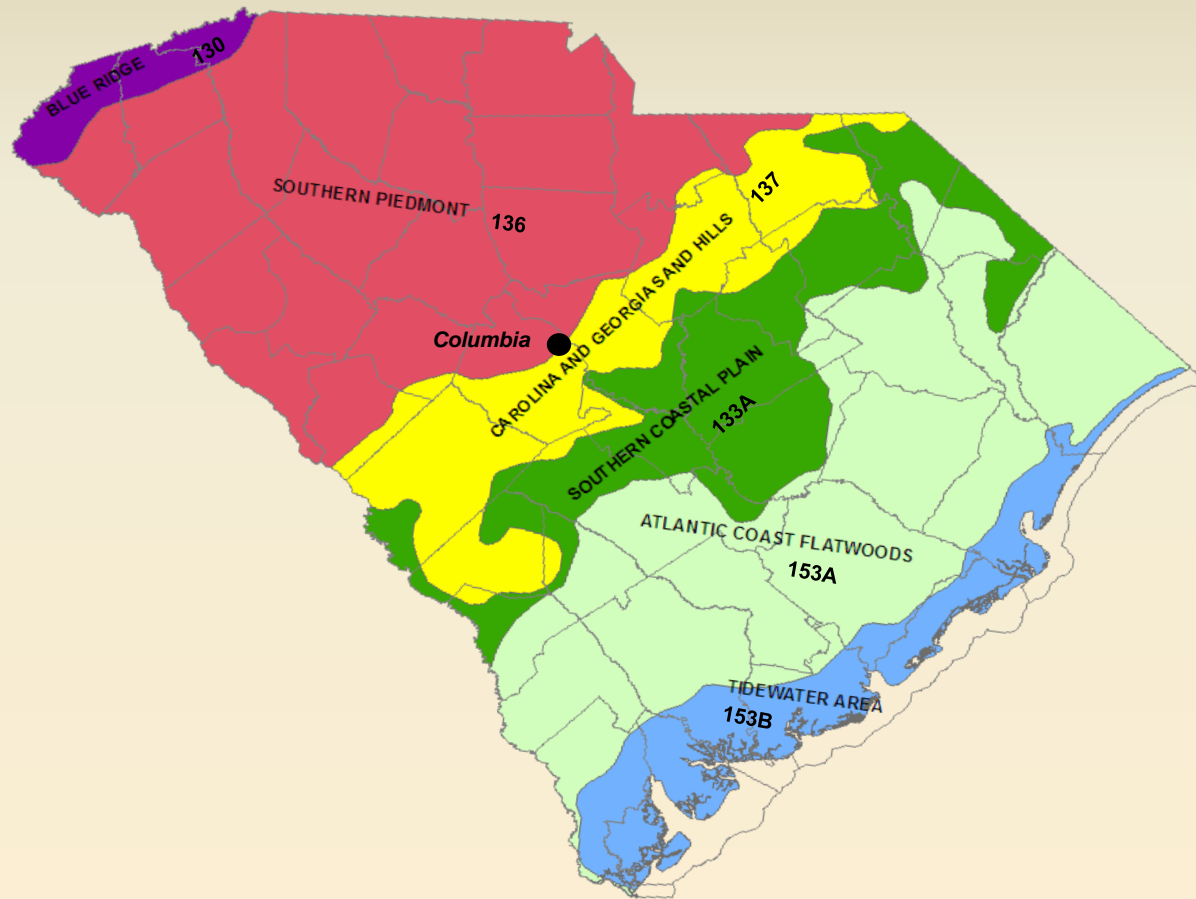 130
BLUE RIDGE
137
SOUTHERN PIEDMONT
136
CAROLINA AND GEORGIA SAND HILLS
Columbia
SOUTHERN COASTAL PLAIN
133A
ATLANTIC COAST FLATWOODS
153A
TIDEWATER AREA
153B